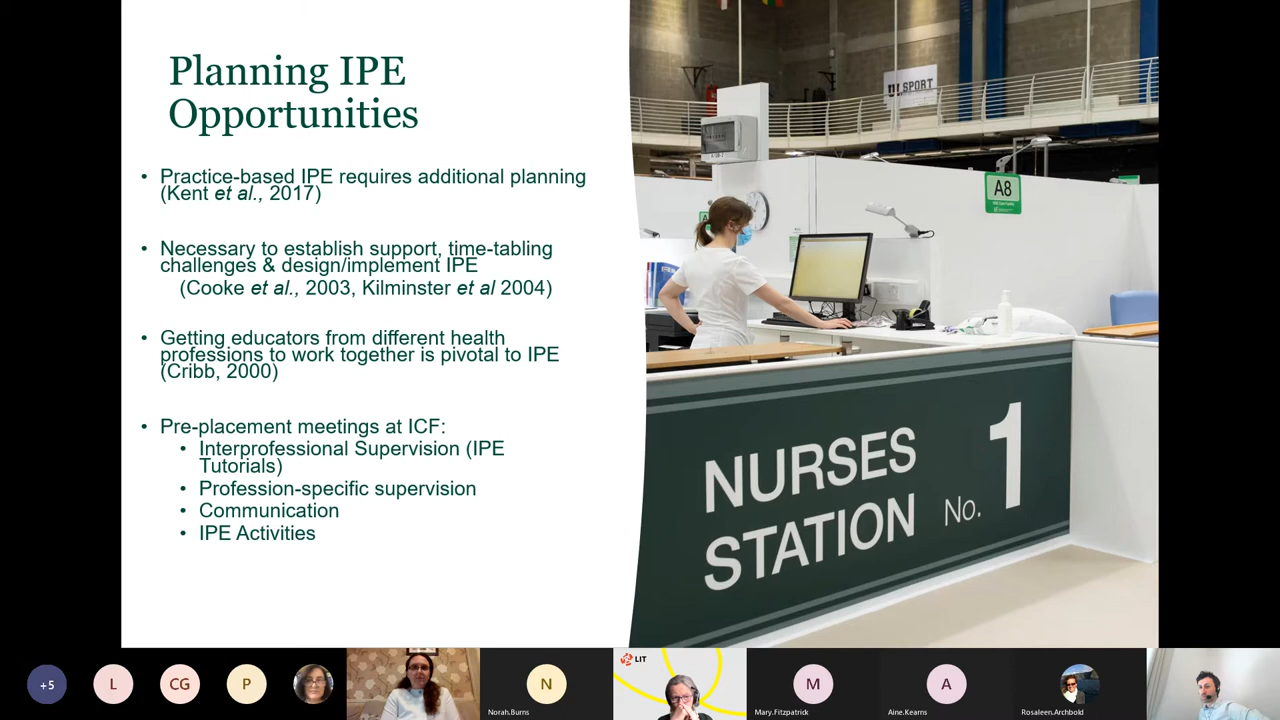 Planning IPE
Opportunities
• Practice-based IPE requires additional planning
(Kent et al., 2017)
• Necessary to establish support, time-tabling
challenges & design/implement IPE
(Cooke et al., 2003, Kilminster et al 2004)
• Getting educators from different health
professions to work together is pivotal to IPE
(Cribb, 2000)
• Pre-placement meetings at ICF:
• Interprofessional Supervision (IPE
Tutorials)
• Profession-specific supervision
• Communication
• IPE Activities
UL SPORT
A8
NURSES
STATION No. 1
+5
L
CG
P
N
Norah.Burns
LIT
M
Mary.Fitzpatrick
A
Aine.Kearns
Rosaleen.Archbold